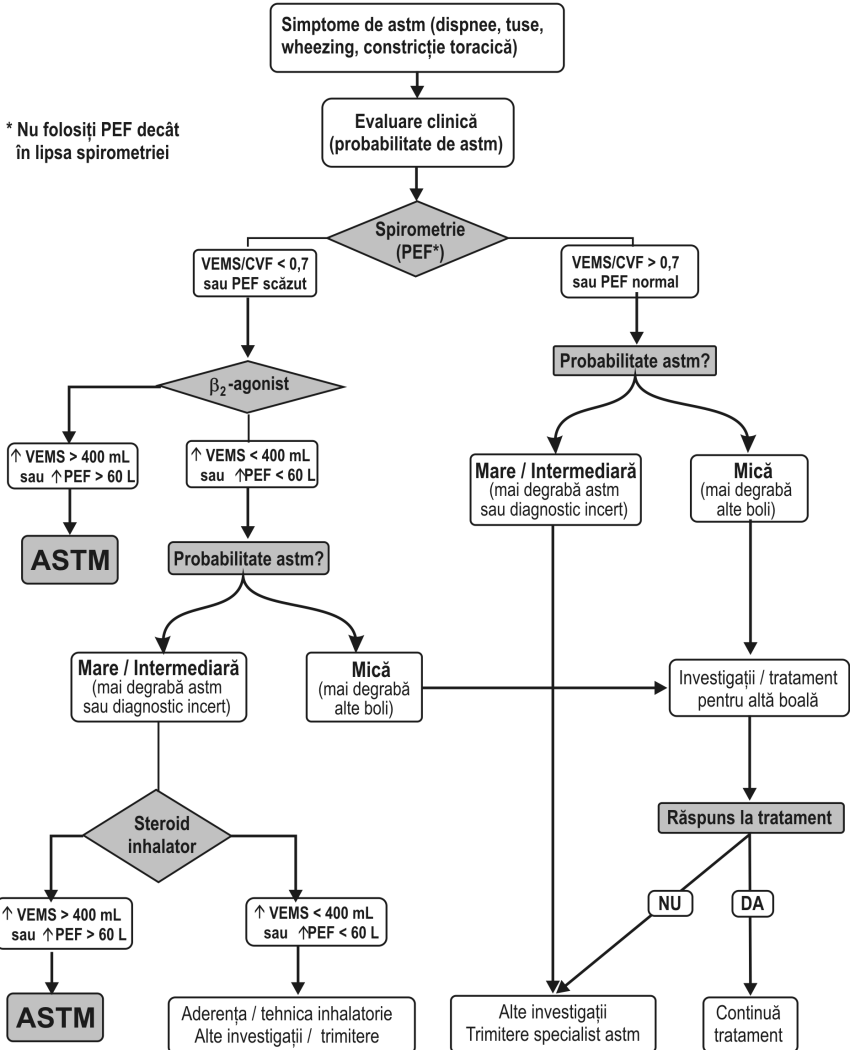 Simptome de astm (dispnee, tuse,
wheezing, constricție toracică)
* Nu folosiți PEF decât
în lipsa spirometriei
Evaluare clinică
(probabilitate de astm)
Spirometrie
(PEF*)
VEMS/CVF < 0,7
sau PEF scăzut
VEMS/CVF > 0,7
sau PEF normal
Probabilitate astm?
β₂-agonist
↑ VEMS > 400 mL
sau ↑PEF > 60 L
↑ VEMS < 400 mL
sau ↑PEF < 60 L
Mare / Intermediară
(mai degrabă astm
sau diagnostic incert)
Mică
(mai degrabă
alte boli)
ASTM
Probabilitate astm?
Mare / Intermediară
(mai degrabă astm
sau diagnostic incert)
Mică
(mai degrabă
alte boli)
Investigații / tratament
pentru altă boală
Steroid
inhalator
Răspuns la tratament
NU
DA
↑ VEMS > 400 mL
sau ↑PEF > 60 L
↑ VEMS < 400 mL
sau ↑PEF < 60 L
ASTM
Aderența / tehnica inhalatorie
Alte investigații / trimitere
Alte investigații
Trimitere specialist astm
Continuă
tratament